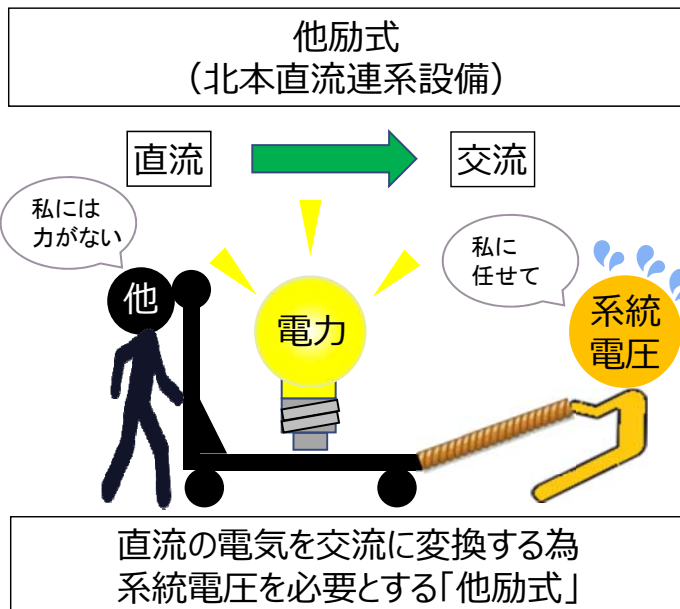 他励式
（北本直流連系設備）
直流
交流
私には
力がない
私に
任せて
他
電力
系統
電圧
直流の電気を交流に変換する為
系統電圧を必要とする「他励式」